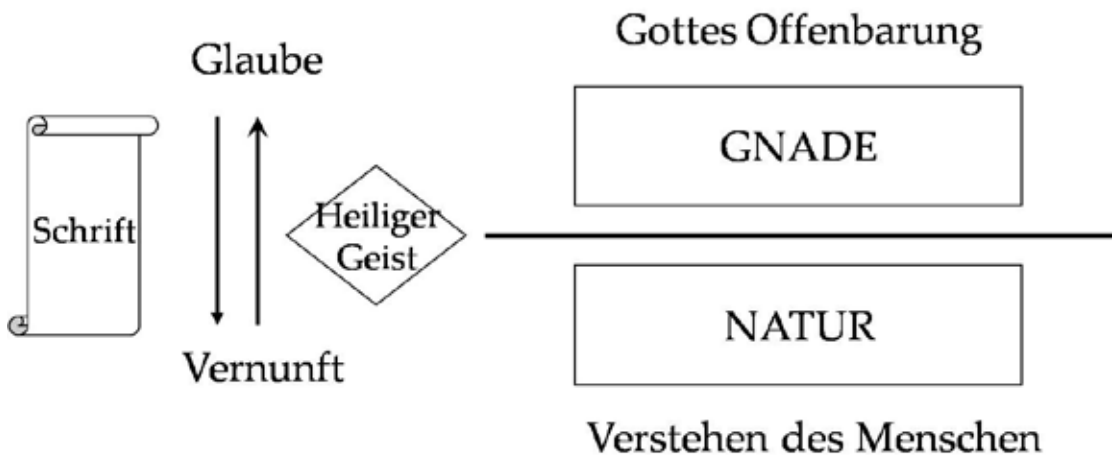 Gottes Offenbarung
Glaube
GNADE
Schrift
Heiliger
Geist
NATUR
Vernunft
Verstehen des Menschen